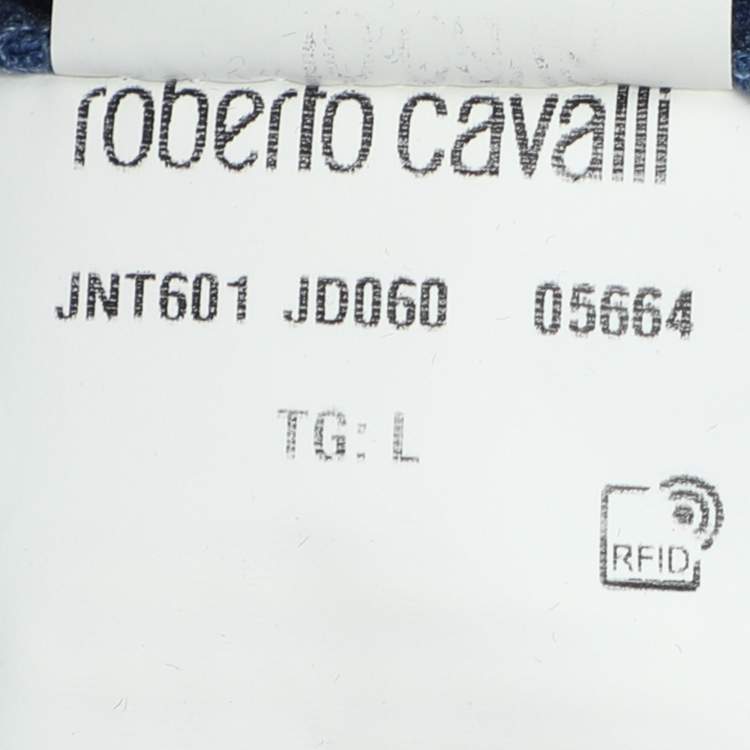 roberto cavalli
JNT601 JD060 05664
TG: L
RFID